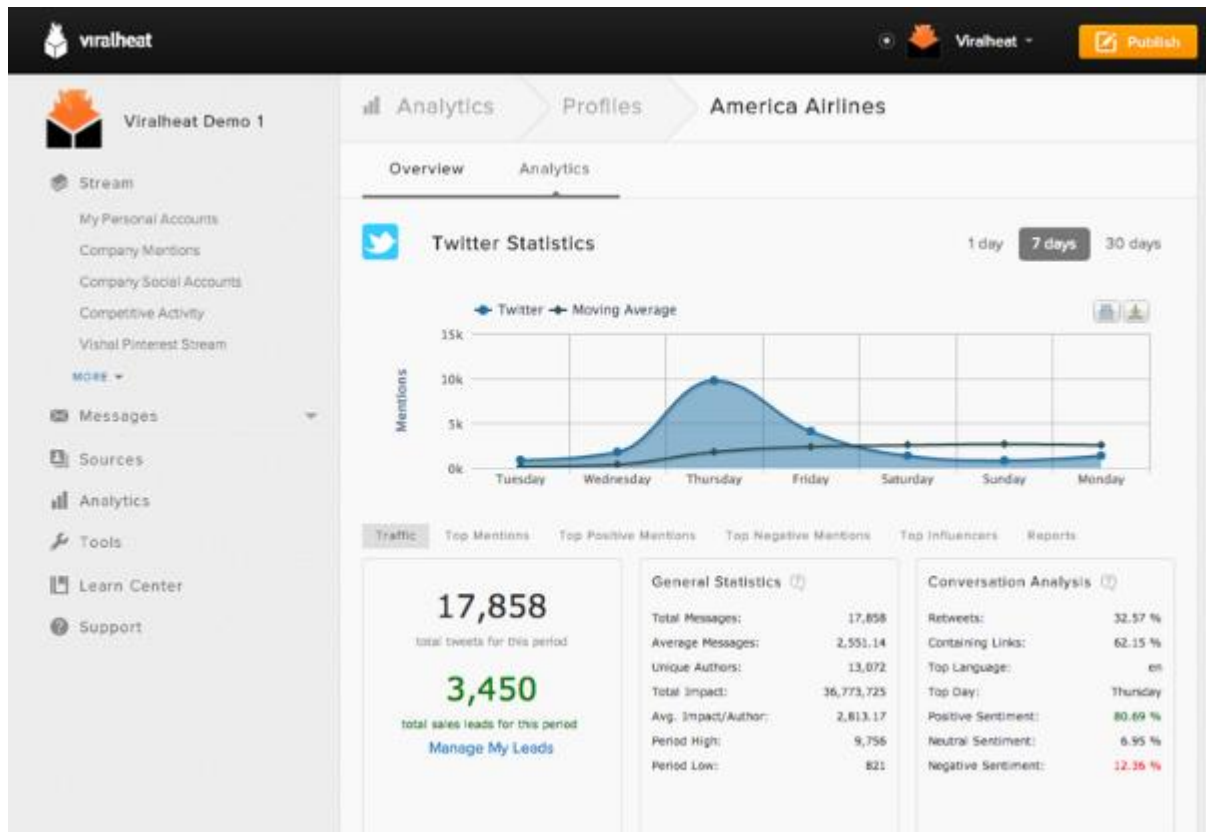 viralheat
Viralheat
Publish
Viralheat Demo 1
Stream
My Personal Accounts
Company Mentions
Company Social Accounts
Competitive Activity
Vishal Pinterest Stream
MORE
Messages
Sources
Analytics
Tools
Learn Center
Support
Analytics Profiles America Airlines
Overview Analytics
Twitter Statistics
1 day 7 days 30 days
Twitter Moving Average
Mentions
15k
10k
5k
0k
Tuesday Wednesday Thursday Friday Saturday Sunday Monday
Traffic Top Mentions Top Positive Mentions Top Negative Mentions Top Influencers Reports
17,858
total tweets for this period
3,450
total sales leads for this period
Manage My Leads
General Statistics
Total Messages: 17,858
Average Messages: 2,551.14
Unique Authors: 13,072
Total Impact: 36,773,725
Avg. Impact/Author: 2,813.17
Period High: 9,756
Period Low: 821
Conversation Analysis
Retweets: 32.57 %
Containing Links: 62.15 %
Top Language: en
Top Day: Thursday
Positive Sentiment: 80.69 %
Neutral Sentiment: 6.95 %
Negative Sentiment: 12.36 %